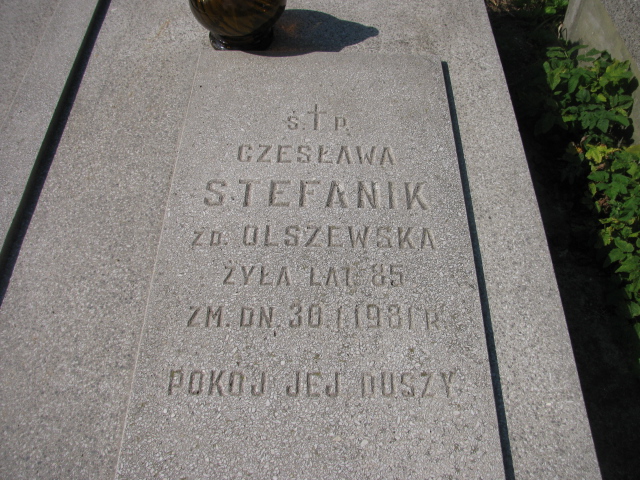 Ś.†P.
CZESŁAWA
STEFANIK
ZD. OLSZEWSKA
ŻYŁA LAT 85
ZM. DN. 30.I.1981 R.
POKÓJ JEJ DUSZY